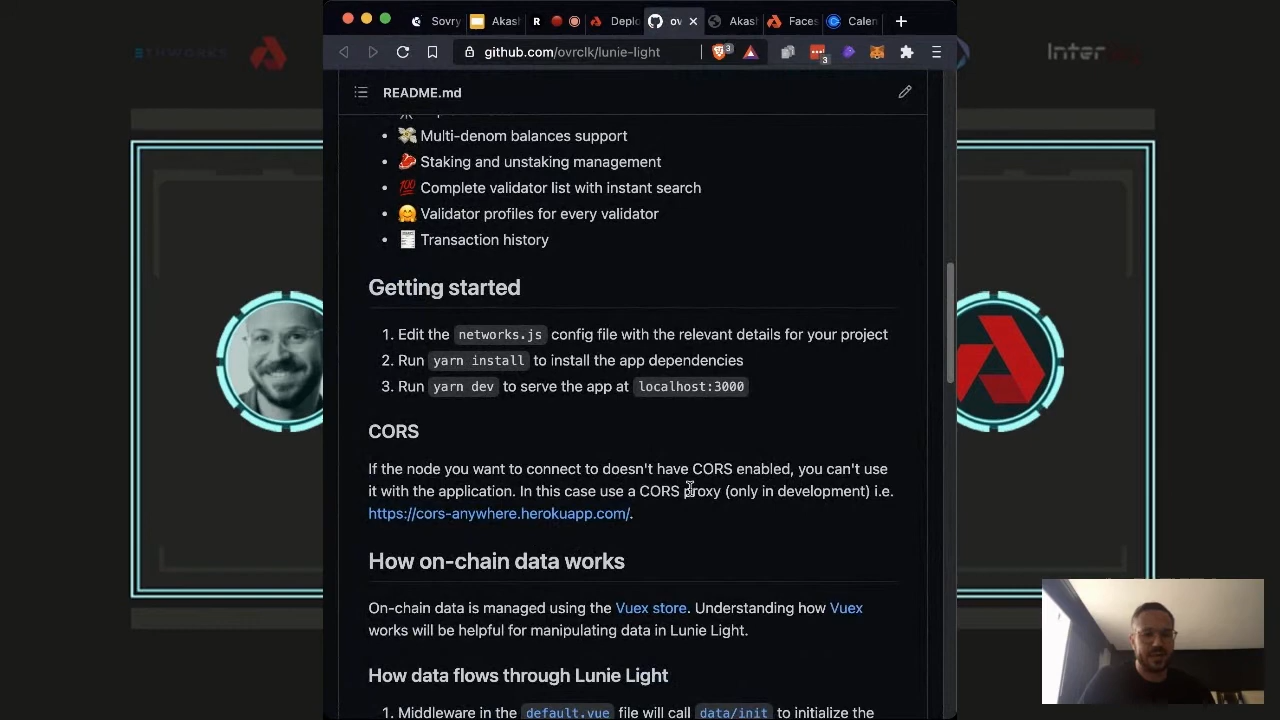 Sovry
Akash
R
Deplo
ov
Akash
Faces
Calen
github.com/ovrclk/lunie-light
3
3
ETHWORKS
Inter
README.md
Multi-denom balances support
Staking and unstaking management
💯 Complete validator list with instant search
Validator profiles for every validator
Transaction history
Getting started
1. Edit the networks.js config file with the relevant details for your project
2. Run yarn install to install the app dependencies
3. Run yarn dev to serve the app at localhost:3000
CORS
If the node you want to connect to doesn't have CORS enabled, you can't use
it with the application. In this case use a CORS proxy (only in development) i.e.
https://cors-anywhere.herokuapp.com/.
How on-chain data works
On-chain data is managed using the Vuex store. Understanding how Vuex
works will be helpful for manipulating data in Lunie Light.
How data flows through Lunie Light
1. Middleware in the default.vue file will call data/init to initialize the